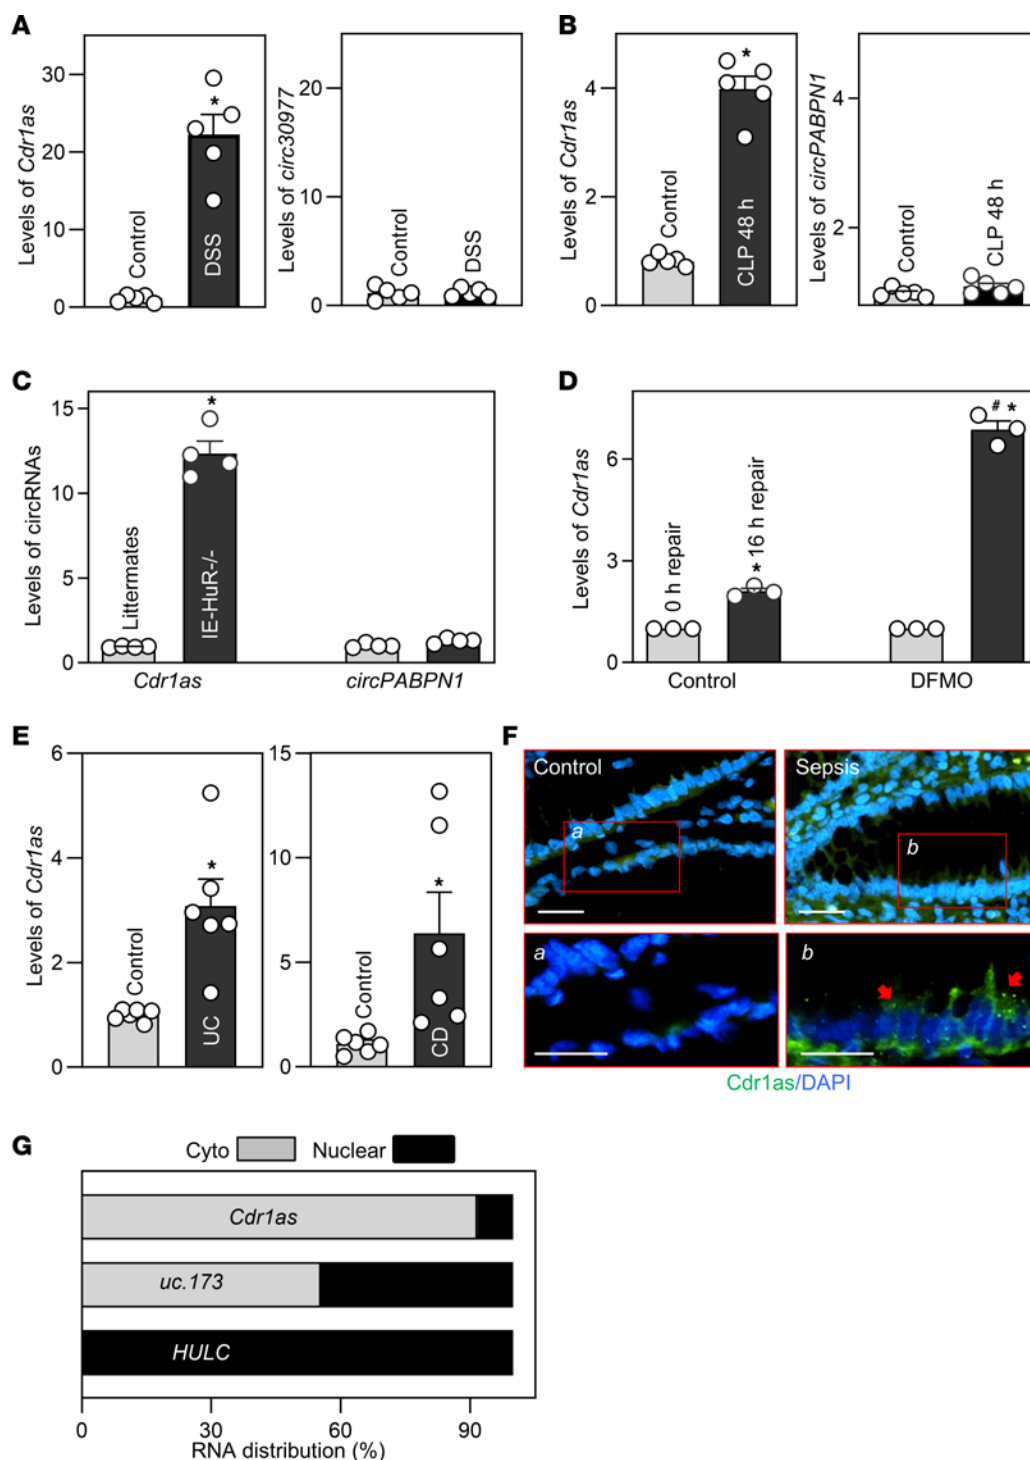 A
Levels of Cdr1as
30
20
10
0
Control
DSS
*
Levels of circ30977
20
10
0
Control
DSS
B
Levels of Cdr1as
4
2
0
Control
CLP 48 h
*
Levels of circPABPN1
4
2
Control
CLP 48 h
C
Levels of circRNAs
15
10
5
0
Littermates
IE-HuR-/-
*
Cdr1as
circPABPN1
D
Levels of Cdr1as
6
3
0
0 h repair
* 16 h repair
# *
Control
DFMO
E
Levels of Cdr1as
6
4
2
0
Control
UC
*
15
10
5
0
Control
CD
*
F
Control
a
Sepsis
b
a
b
Cdr1as/DAPI
G
Cyto
Nuclear
Cdr1as
uc.173
HULC
0
30
60
90
RNA distribution (%)